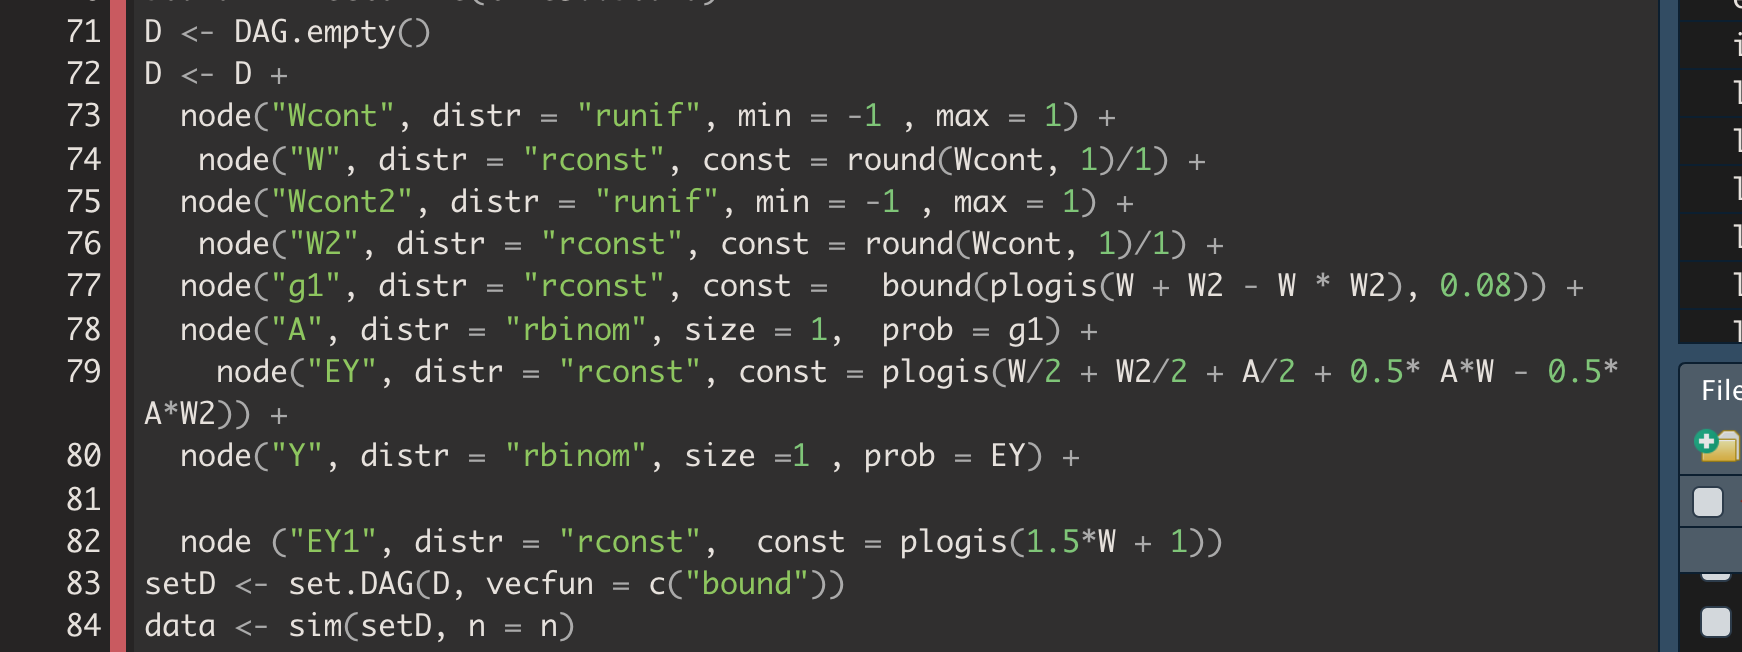 71 D <- DAG.empty()
72 D <- D +
73 node("Wcont", distr = "runif", min = -1 , max = 1) +
74 node("W", distr = "rconst", const = round(Wcont, 1)/1) +
75 node("Wcont2", distr = "runif", min = -1 , max = 1) +
76 node("W2", distr = "rconst", const = round(Wcont, 1)/1) +
77 node("g1", distr = "rconst", const =   bound(plogis(W + W2 - W * W2), 0.08)) +
78 node("A", distr = "rbinom", size = 1,  prob = g1) +
79 node("EY", distr = "rconst", const = plogis(W/2 + W2/2 + A/2 + 0.5* A*W - 0.5*
A*W2)) +
80 node("Y", distr = "rbinom", size =1 , prob = EY) +
81
82 node ("EY1", distr = "rconst",  const = plogis(1.5*W + 1))
83 setD <- set.DAG(D, vecfun = c("bound"))
84 data <- sim(setD, n = n)
File